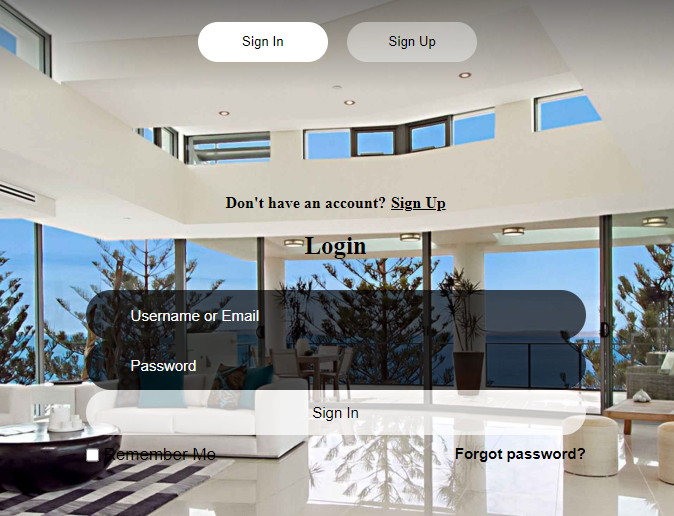 Sign In Sign Up
Don't have an account? Sign Up
Login
Username or Email
Password
Sign In
Remember Me Forgot password?